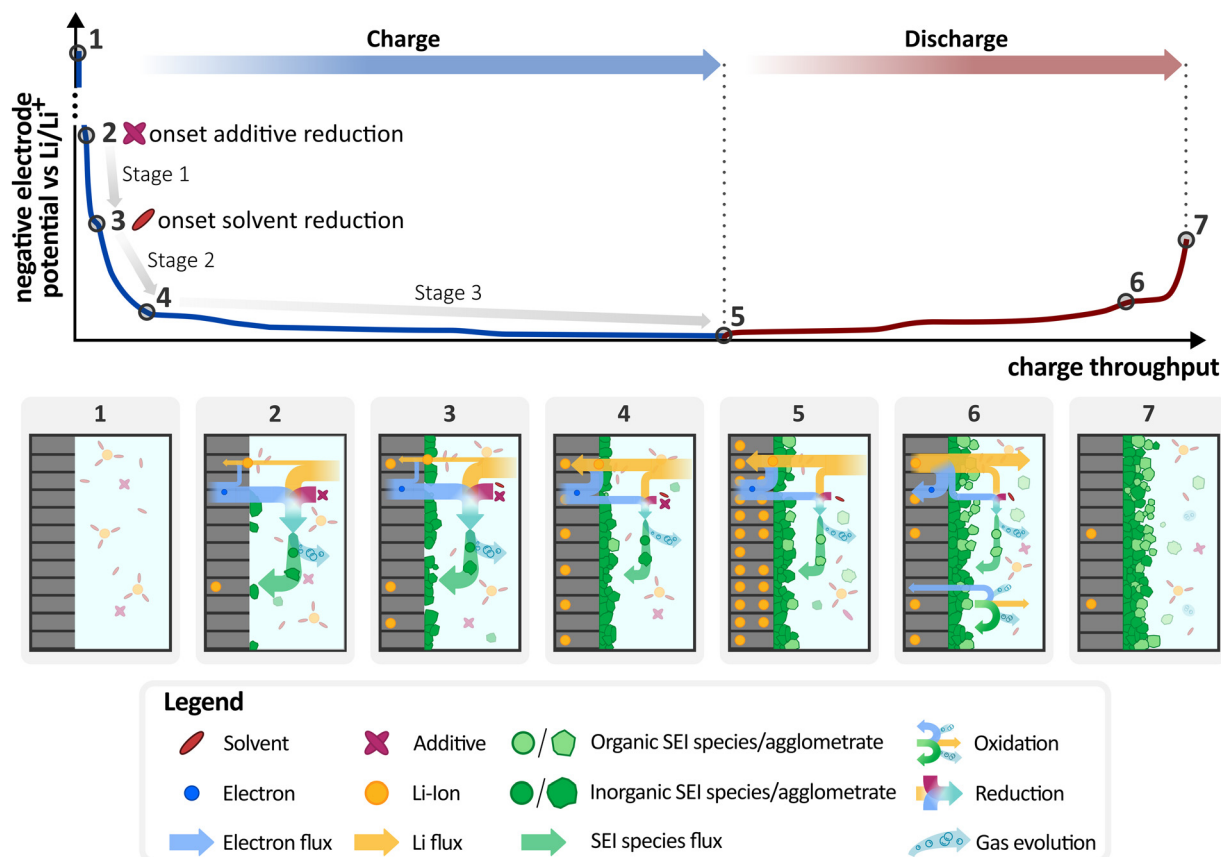 1
Charge
Discharge
negative electrode
potential vs Li/Li+
2 onset additive reduction
Stage 1
3 onset solvent reduction
Stage 2
4
Stage 3
5
6
7
charge throughput
1 2 3 4 5 6 7
Legend
Solvent
Additive
Organic SEI species/agglometrate
Oxidation
Electron
Li-Ion
Inorganic SEI species/agglometrate
Reduction
Electron flux
Li flux
SEI species flux
Gas evolution